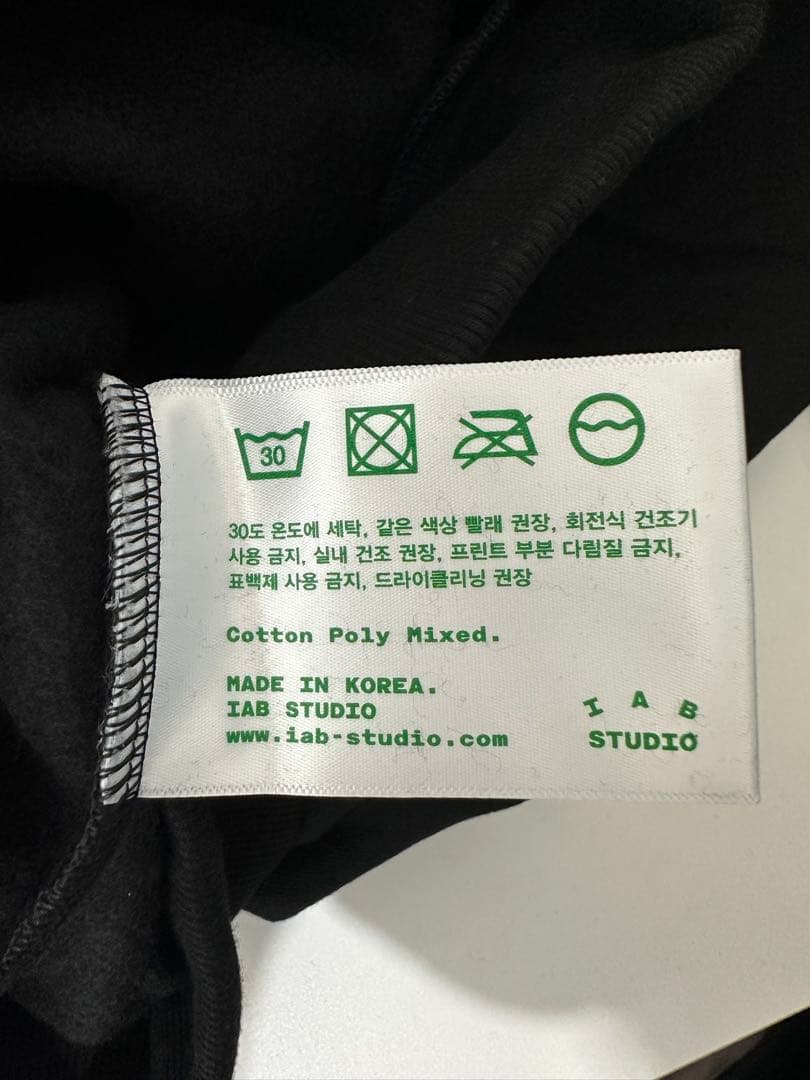 30
30도 온도에 세탁, 같은 색상 빨래 권장, 회전식 건조기
사용 금지, 실내 건조 권장, 프린트 부분 다림질 금지,
표백제 사용 금지, 드라이클리닝 권장
Cotton Poly Mixed.
MADE IN KOREA.
IAB STUDIO
www.iab-studio.com
I A B
STUDIO